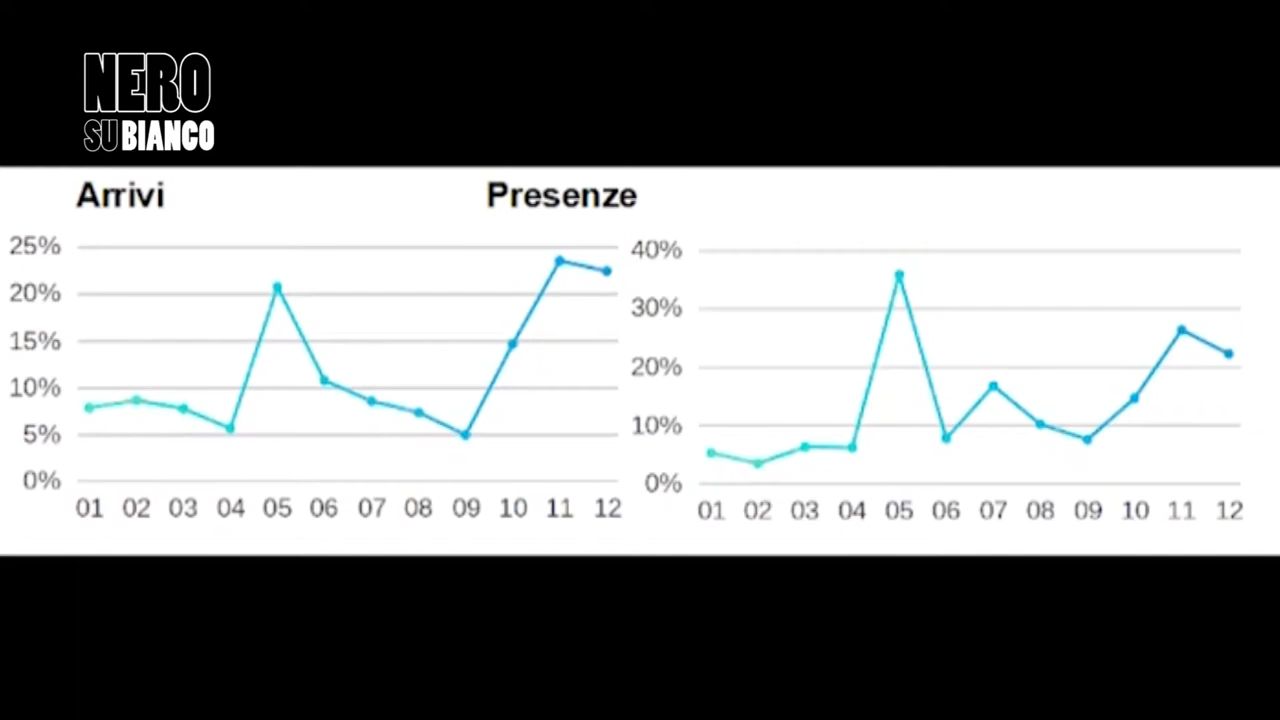 NERO
SU BIANCO
Arrivi
25%
20%
15%
10%
5%
0%
01 02 03 04 05 06 07 08 09 10 11 12
Presenze
40%
30%
20%
10%
0%
01 02 03 04 05 06 07 08 09 10 11 12